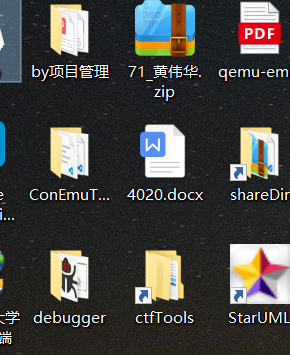 by项目管理
71_黄伟华.
zip
PDF
qemu-em
ConEmuT...
W
4020.docx
shareDir
e
i...
debugger
ctfTools
StarUML
大学
端